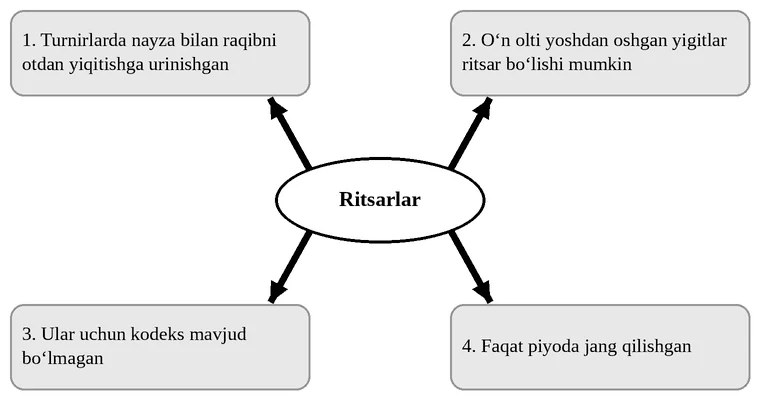 1. Turnirlarda nayza bilan raqibni
otdan yiqitishga urinishgan
2. O‘n olti yoshdan oshgan yigitlar
ritsar bo‘lishi mumkin
Ritsarlar
3. Ular uchun kodeks mavjud
bo‘lmagan
4. Faqat piyoda jang qilishgan